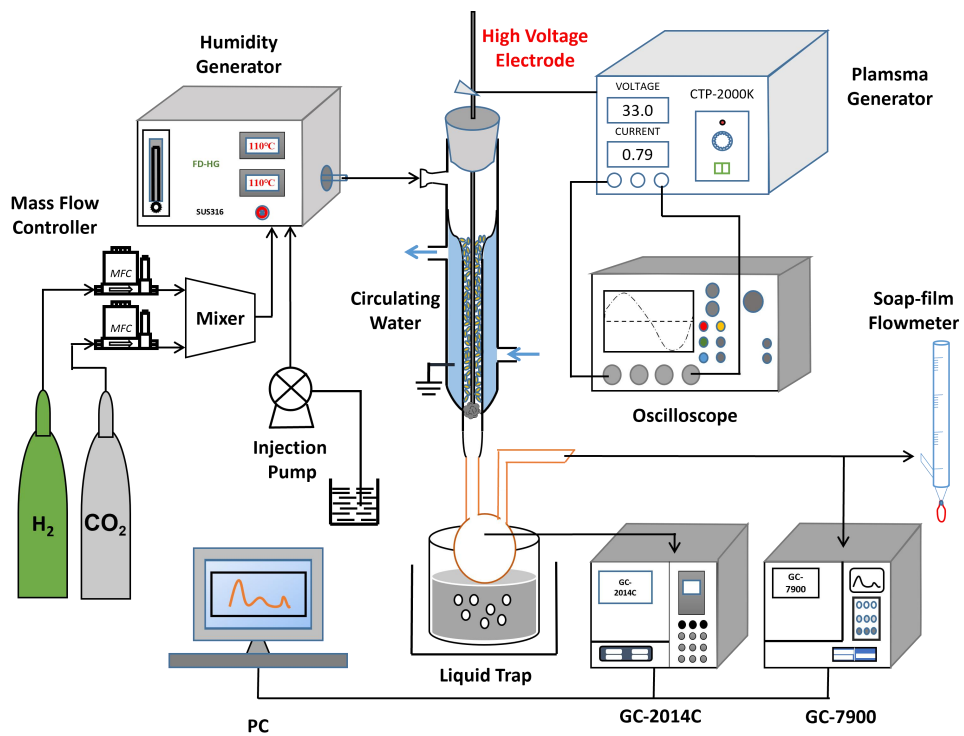 Humidity
Generator
High Voltage
Electrode
Plamsma
Generator
VOLTAGE
33.0
CURRENT
0.79
CTP-2000K
110℃
110℃
FD-HG
SUS316
Mass Flow
Controller
MFC
MFC
Mixer
Circulating
Water
Soap-film
Flowmeter
Oscilloscope
Injection
Pump
H₂
CO₂
GC-
2014C
GC-
7900
Liquid Trap
PC
GC-2014C
GC-7900